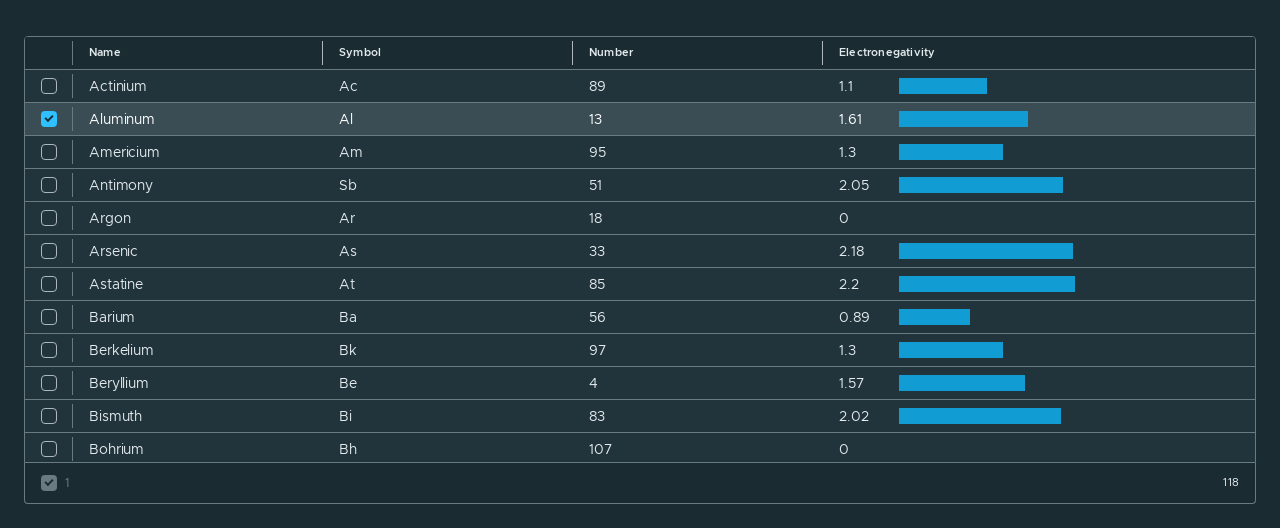 Name Symbol Number Electronegativity
Actinium Ac 89 1.1
Aluminum Al 13 1.61
Americium Am 95 1.3
Antimony Sb 51 2.05
Argon Ar 18 0
Arsenic As 33 2.18
Astatine At 85 2.2
Barium Ba 56 0.89
Berkelium Bk 97 1.3
Beryllium Be 4 1.57
Bismuth Bi 83 2.02
Bohrium Bh 107 0
1 118